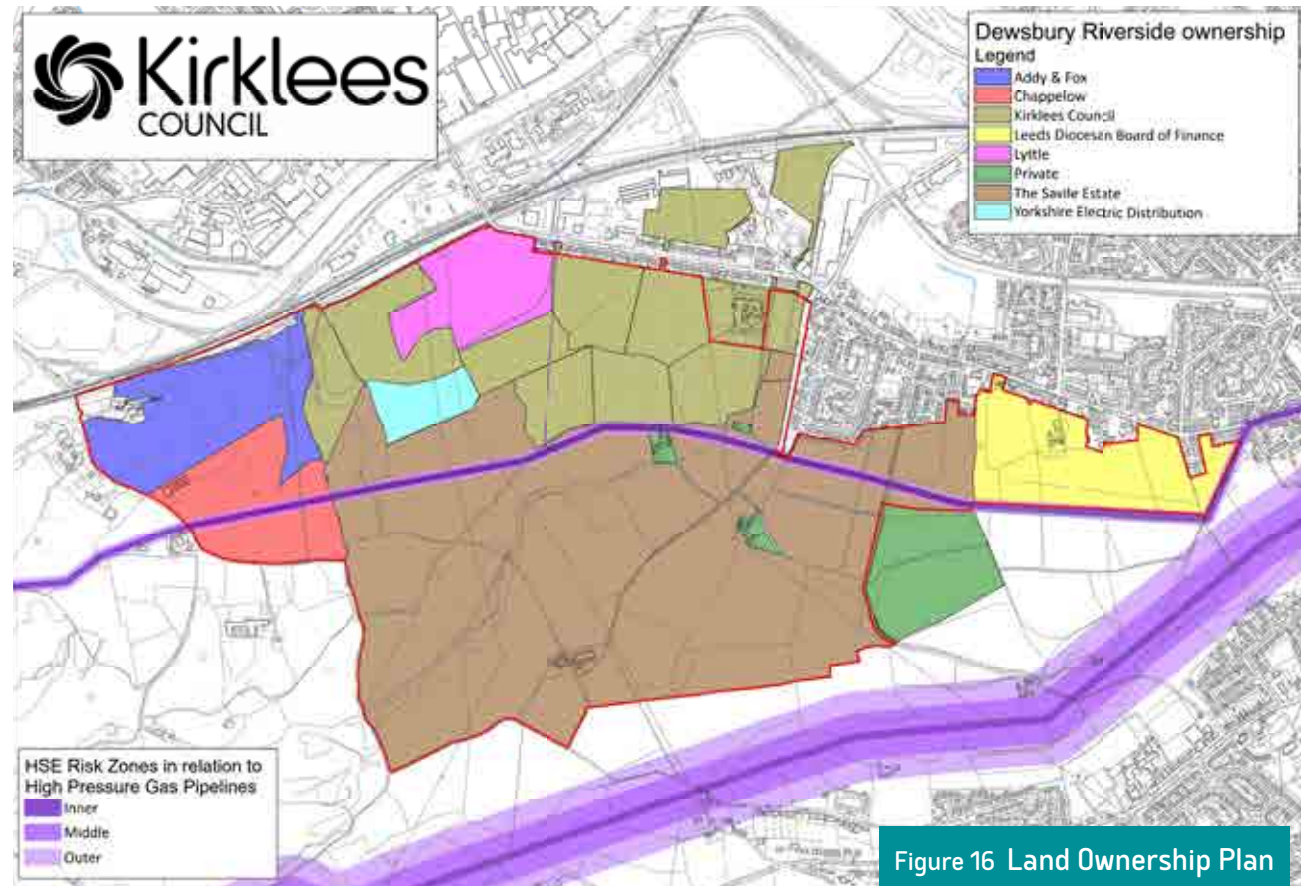 Kirklees
COUNCIL
Dewsbury Riverside ownership
Legend
Addy & Fox
Chappelow
Kirklees Council
Leeds Diocesan Board of Finance
Lyttle
Private
The Savile Estate
Yorkshire Electric Distribution
HSE Risk Zones in relation to
High Pressure Gas Pipelines
Inner
Middle
Outer
Figure 16 Land Ownership Plan